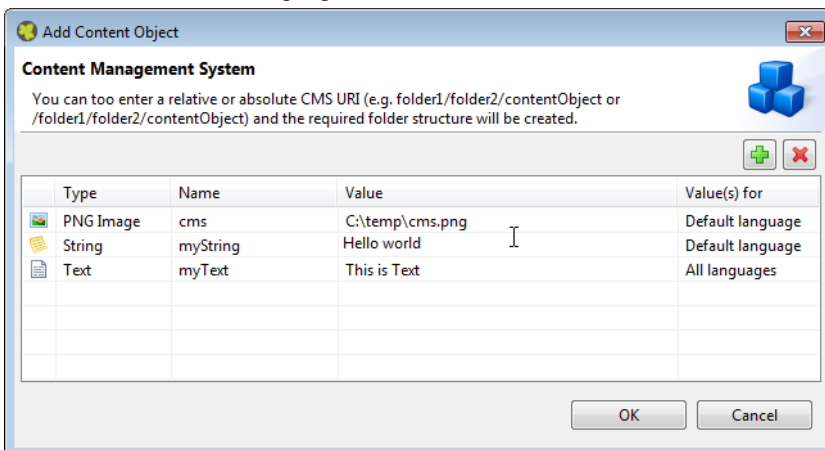 Add Content Object
Content Management System
You can too enter a relative or absolute CMS URI (e.g. folder1/folder2/contentObject or
/folder1/folder2/contentObject) and the required folder structure will be created.
Type Name Value Value(s) for
PNG Image cms C:\temp\cms.png Default language
String myString Hello world Default language
Text myText This is Text All languages
OK Cancel